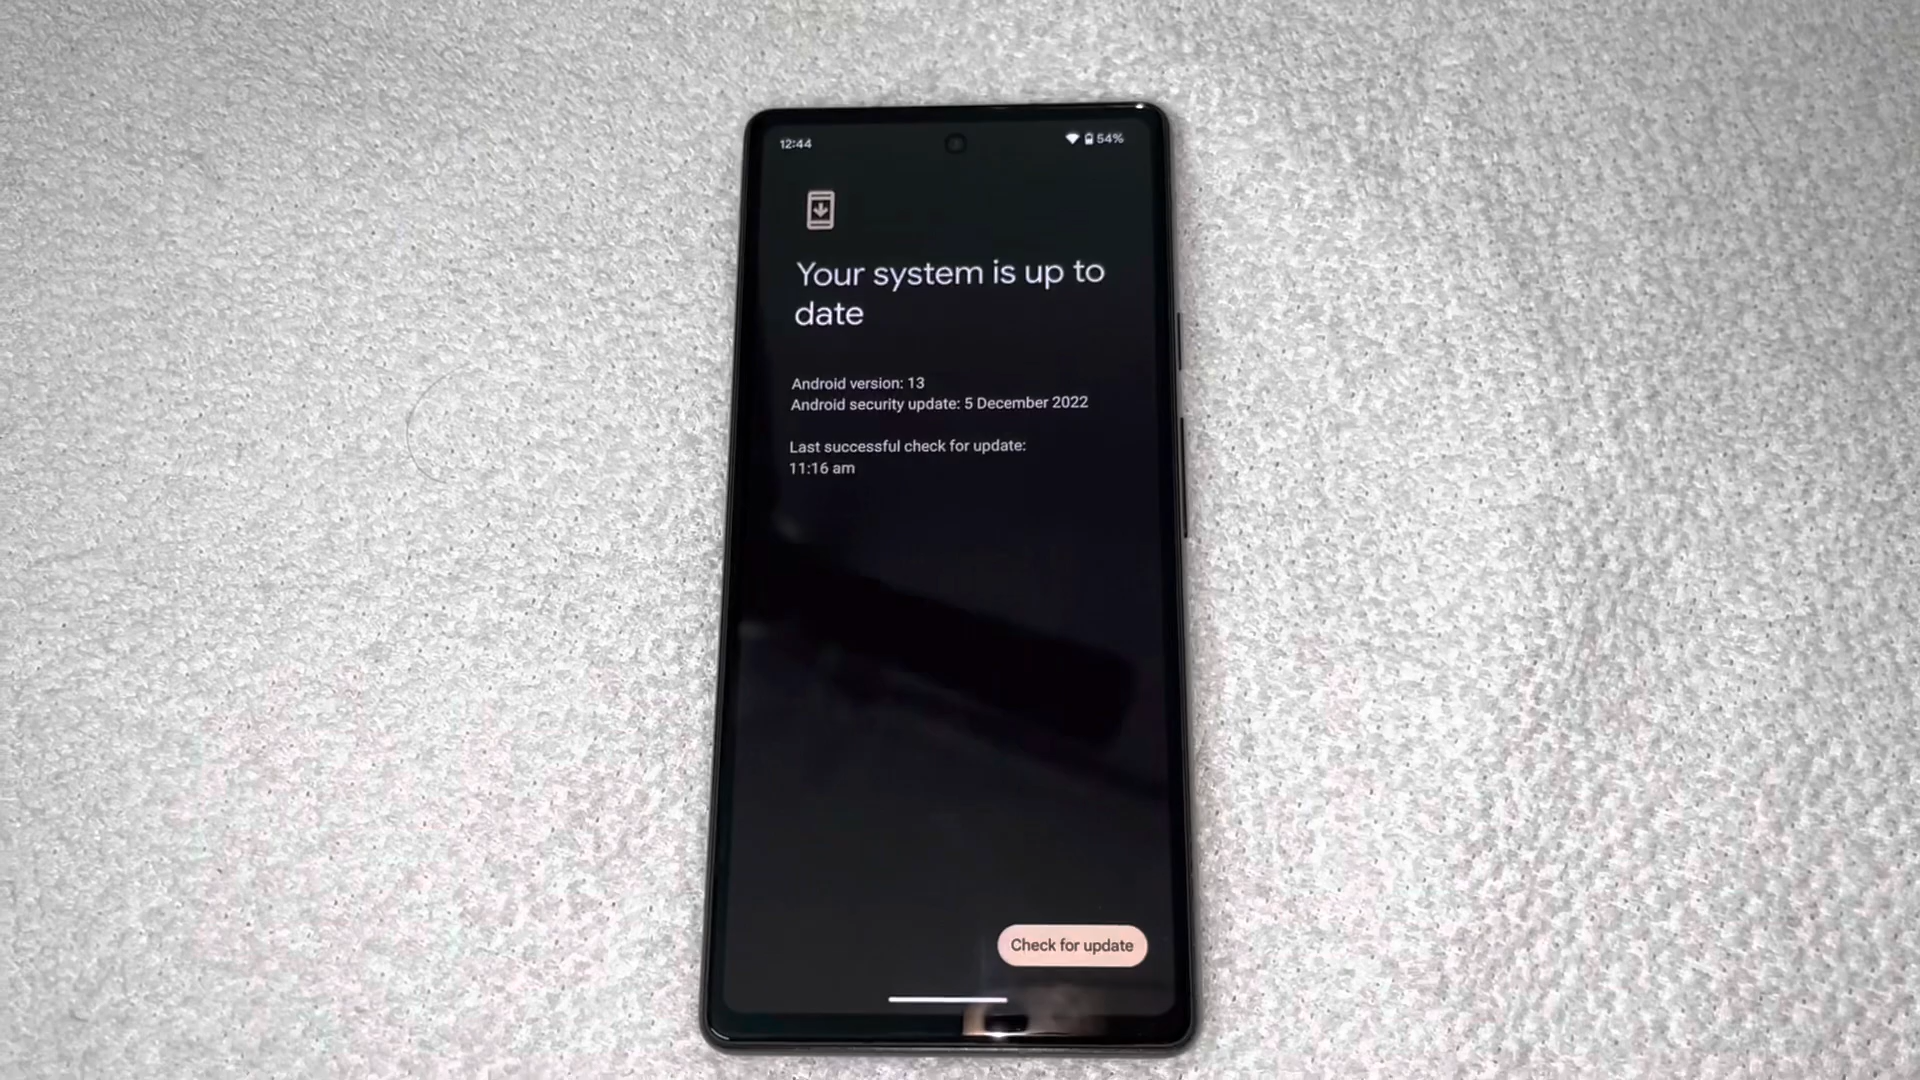 12:44
54%
Your system is up to
date
Android version: 13
Android security update: 5 December 2022
Last successful check for update:
11:16 am
Check for update